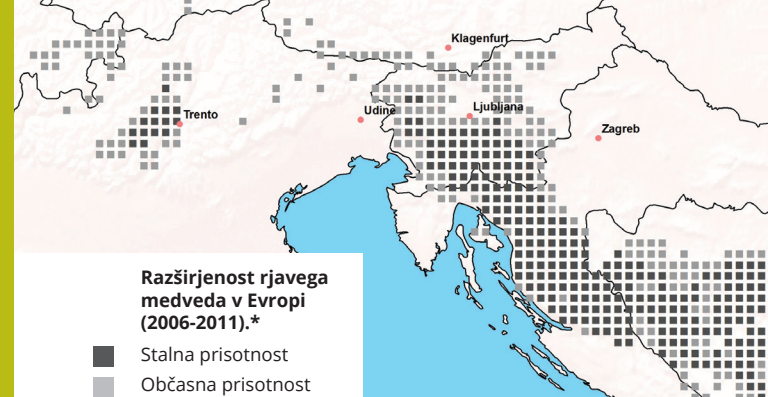 Klagenfurt
Udine
Ljubljana
Trento
Zagreb
Razširjenost rjavega
medveda v Evropi
(2006-2011).*
Stalna prisotnost
Občasna prisotnost